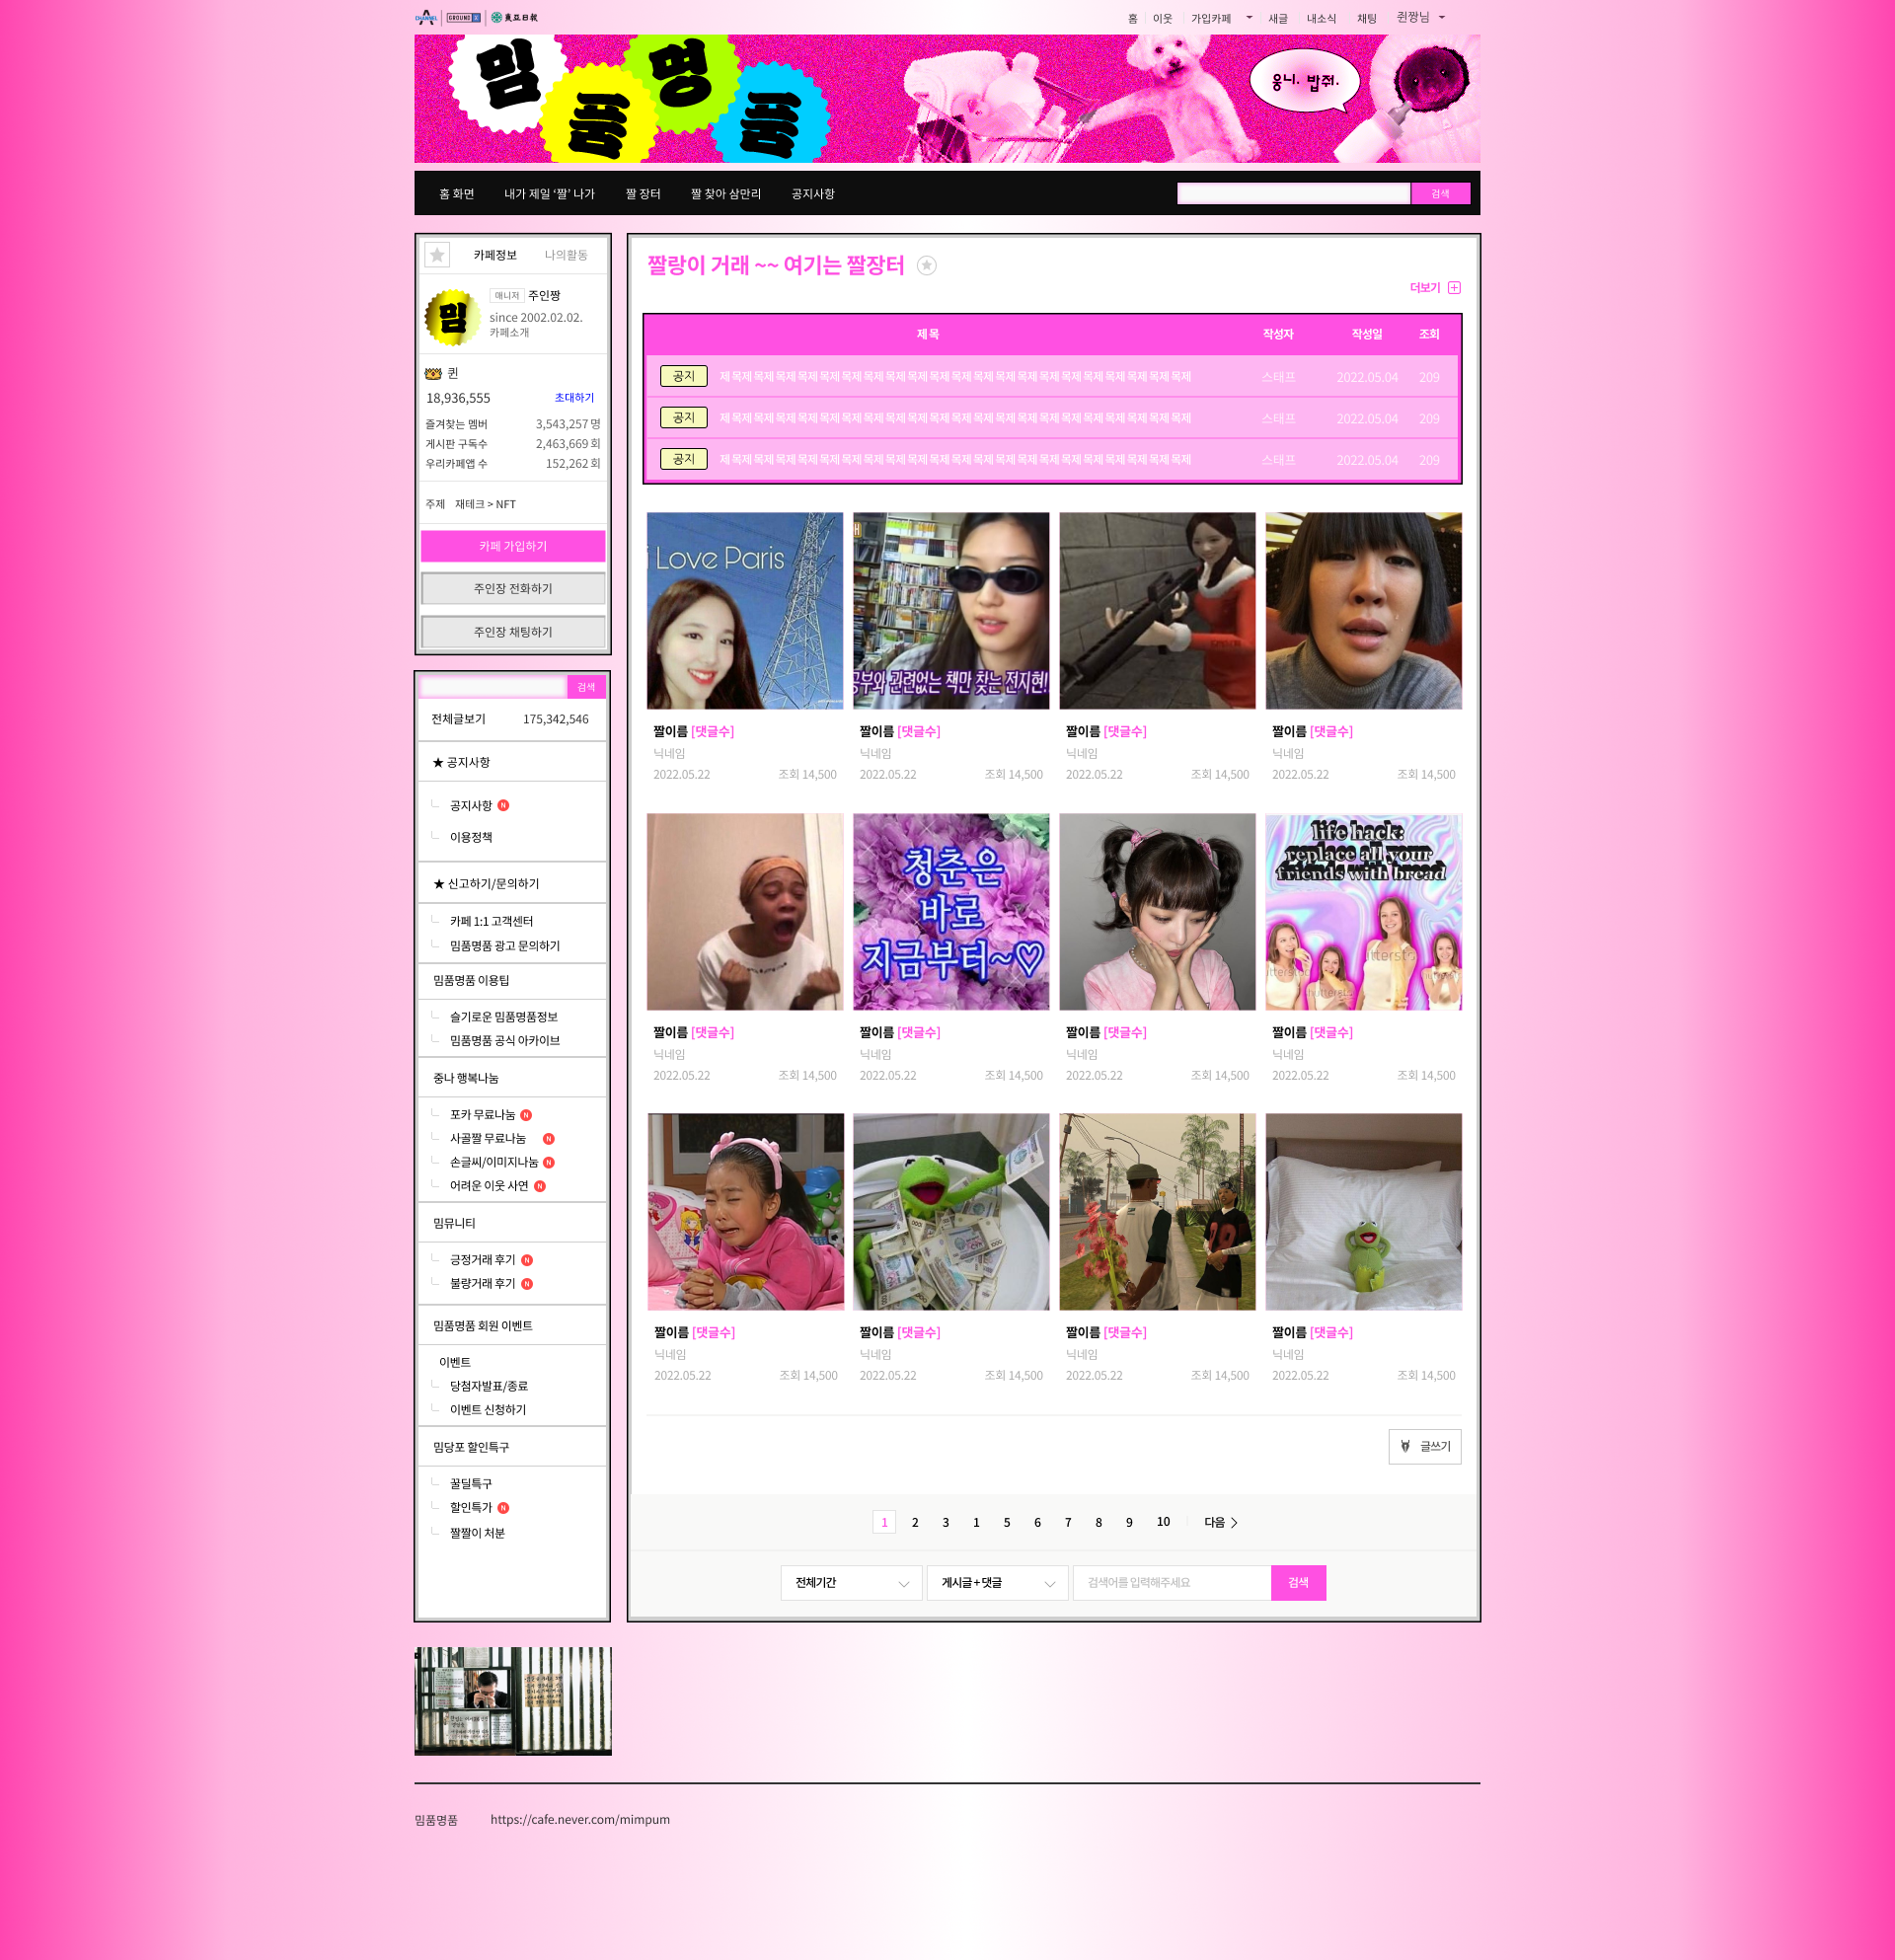 CHANNEL A GROUND X 東亞日報
홈 이웃 가입카페 새글 내소식 채팅 퀸짱님
밈 품 명 품
웅니. 밥줘.
홈 화면 내가 제일 ‘짤’ 나가 짤 장터 짤 찾아 삼만리 공지사항 검색
카페정보 나의활동
매니저 주인짱
밈
since 2002.02.02.
카페소개
퀸
18,936,555 초대하기
즐겨찾는 멤버 3,543,257 명
게시판 구독수 2,463,669 회
우리카페앱 수 152,262 회
주제 재테크 > NFT
카페 가입하기
주인장 전화하기
주인장 채팅하기
검색
전체글보기 175,342,546
★ 공지사항
공지사항 N
이용정책
★ 신고하기/문의하기
카페 1:1 고객센터
밈품명품 광고 문의하기
밈품명품 이용팁
슬기로운 밈품명품정보
밈품명품 공식 아카이브
중나 행복나눔
포카 무료나눔 N
사골짤 무료나눔 N
손글씨/이미지나눔 N
어려운 이웃 사연 N
밈뮤니티
긍정거래 후기 N
불량거래 후기 N
밈품명품 회원 이벤트
이벤트
당첨자발표/종료
이벤트 신청하기
밈당포 할인특구
꿀딜특구
할인특가 N
짤짤이 처분
짤랑이 거래 ~~ 여기는 짤장터
더보기
제 목 작성자 작성일 조회
공지 제목제목제목제목제목제목제목제목제목제목제목제목제목제목제목제목제목제목제목제목제목제 스태프 2022.05.04 209
공지 제목제목제목제목제목제목제목제목제목제목제목제목제목제목제목제목제목제목제목제목제목제 스태프 2022.05.04 209
공지 제목제목제목제목제목제목제목제목제목제목제목제목제목제목제목제목제목제목제목제목제목제 스태프 2022.05.04 209
Love Paris
공부와 관련없는 책만 찾는 전지현!!
짤이름 [댓글수] 짤이름 [댓글수] 짤이름 [댓글수] 짤이름 [댓글수]
닉네임 닉네임 닉네임 닉네임
2022.05.22 조회 14,500 2022.05.22 조회 14,500 2022.05.22 조회 14,500 2022.05.22 조회 14,500
청춘은
바로
지금부터~♡
life hack:
replace all your
friends with bread
짤이름 [댓글수] 짤이름 [댓글수] 짤이름 [댓글수] 짤이름 [댓글수]
닉네임 닉네임 닉네임 닉네임
2022.05.22 조회 14,500 2022.05.22 조회 14,500 2022.05.22 조회 14,500 2022.05.22 조회 14,500
짤이름 [댓글수] 짤이름 [댓글수] 짤이름 [댓글수] 짤이름 [댓글수]
닉네임 닉네임 닉네임 닉네임
2022.05.22 조회 14,500 2022.05.22 조회 14,500 2022.05.22 조회 14,500 2022.05.22 조회 14,500
글쓰기
1 2 3 1 5 6 7 8 9 10 다음
전체기간 게시글 + 댓글 검색어를 입력해주세요 검색
밈품명품 https://cafe.never.com/mimpum